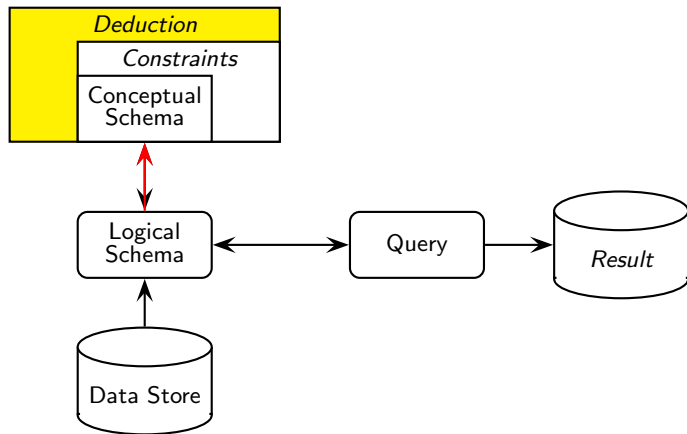 Deduction
Constraints
Conceptual
Schema
Logical
Schema
Query
Result
Data Store